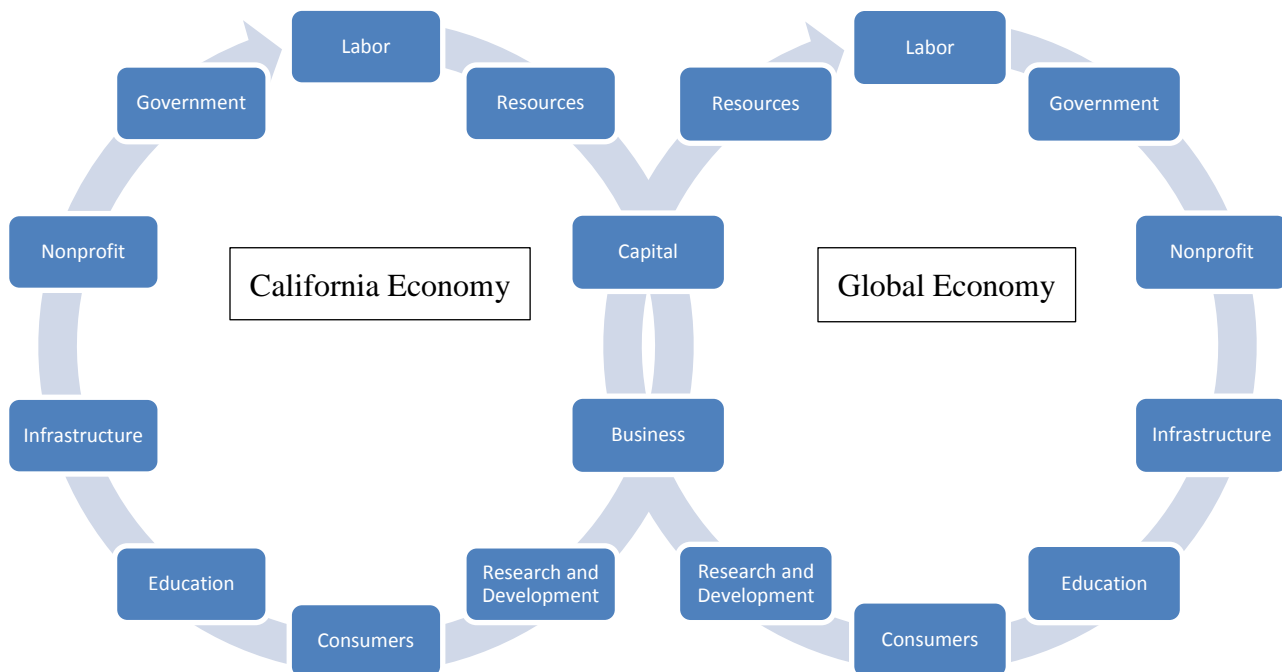 Labor
Labor
Government
Resources
Resources
Government
Nonprofit
Capital
Nonprofit
California Economy
Global Economy
Infrastructure
Business
Infrastructure
Education
Research and
Development
Research and
Development
Education
Consumers
Consumers